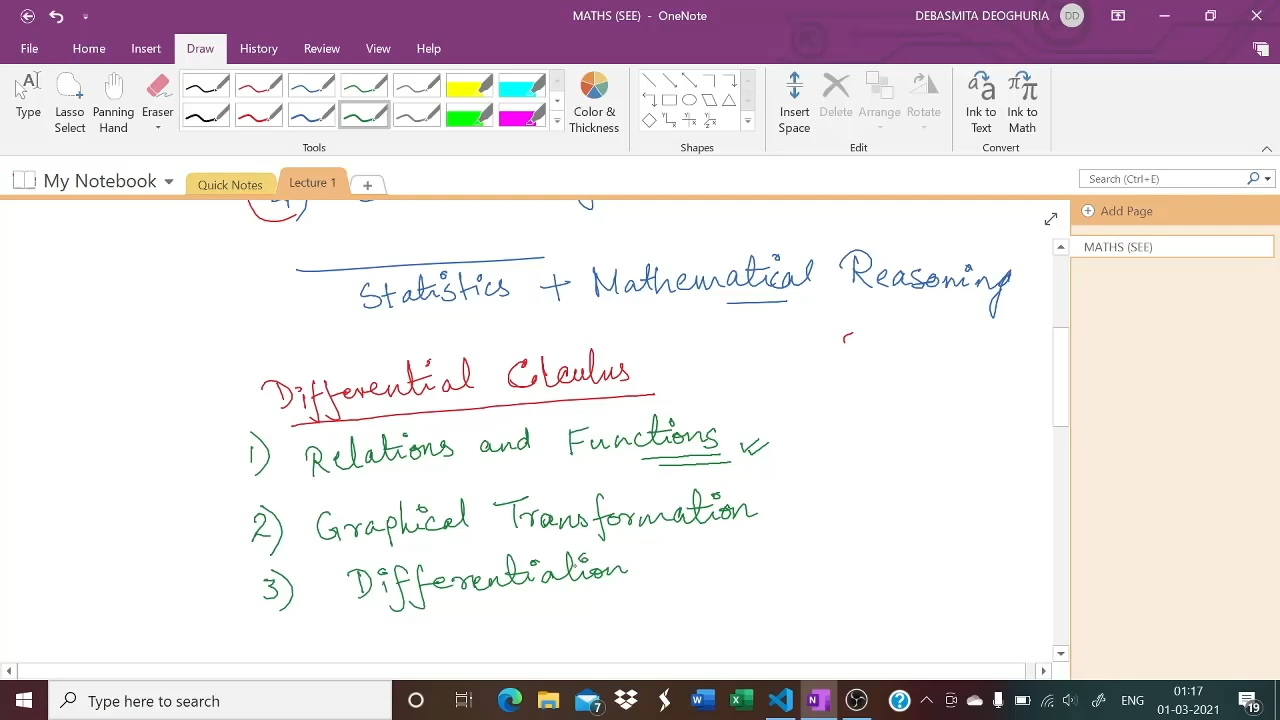 MATHS (SEE) - OneNote
DEBASMITA DEOGHURIA DD
File Home Insert Draw History Review View Help
Type Lasso Select Panning Hand Eraser Color & Thickness Insert Space Delete Arrange Rotate Ink to Text Ink to Math
Tools Shapes Edit Convert
My Notebook Quick Notes Lecture 1 + Search (Ctrl+E)
Add Page
MATHS (SEE)
Statistics + Mathematical Reasoning
Differential Calculus
1) Relations and Functions
2) Graphical Transformation
3) Differentiation
Type here to search
7
ENG
01:17
01-03-2021
19